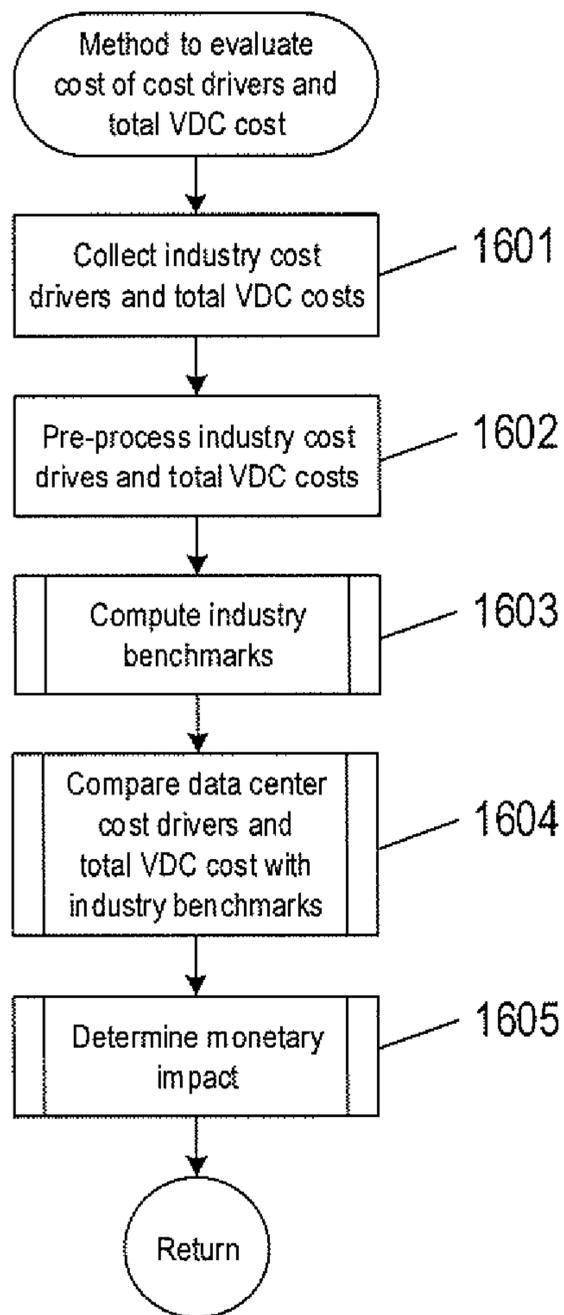 Method to evaluate
cost of cost drivers and
total VDC cost
Collect industry cost
drivers and total VDC costs
1601
Pre-process industry cost
drives and total VDC costs
1602
Compute industry
benchmarks
1603
Compare data center
cost drivers and
total VDC cost with
industry benchmarks
1604
Determine monetary
impact
1605
Return